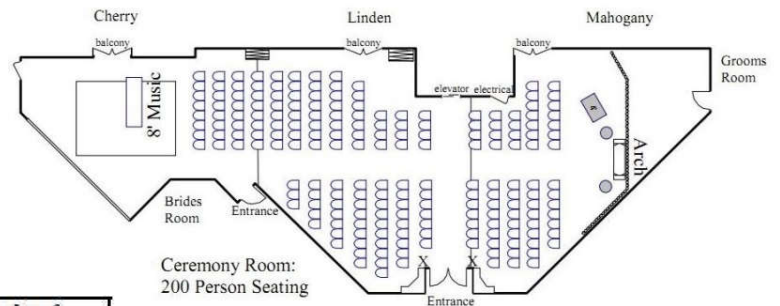 Cherry
Linden
Mahogany
balcony
balcony
balcony
Grooms
Room
elevator
electrical
8' Music
Arch
Brides
Room
Entrance
Ceremony Room:
200 Person Seating
X
X
Entrance